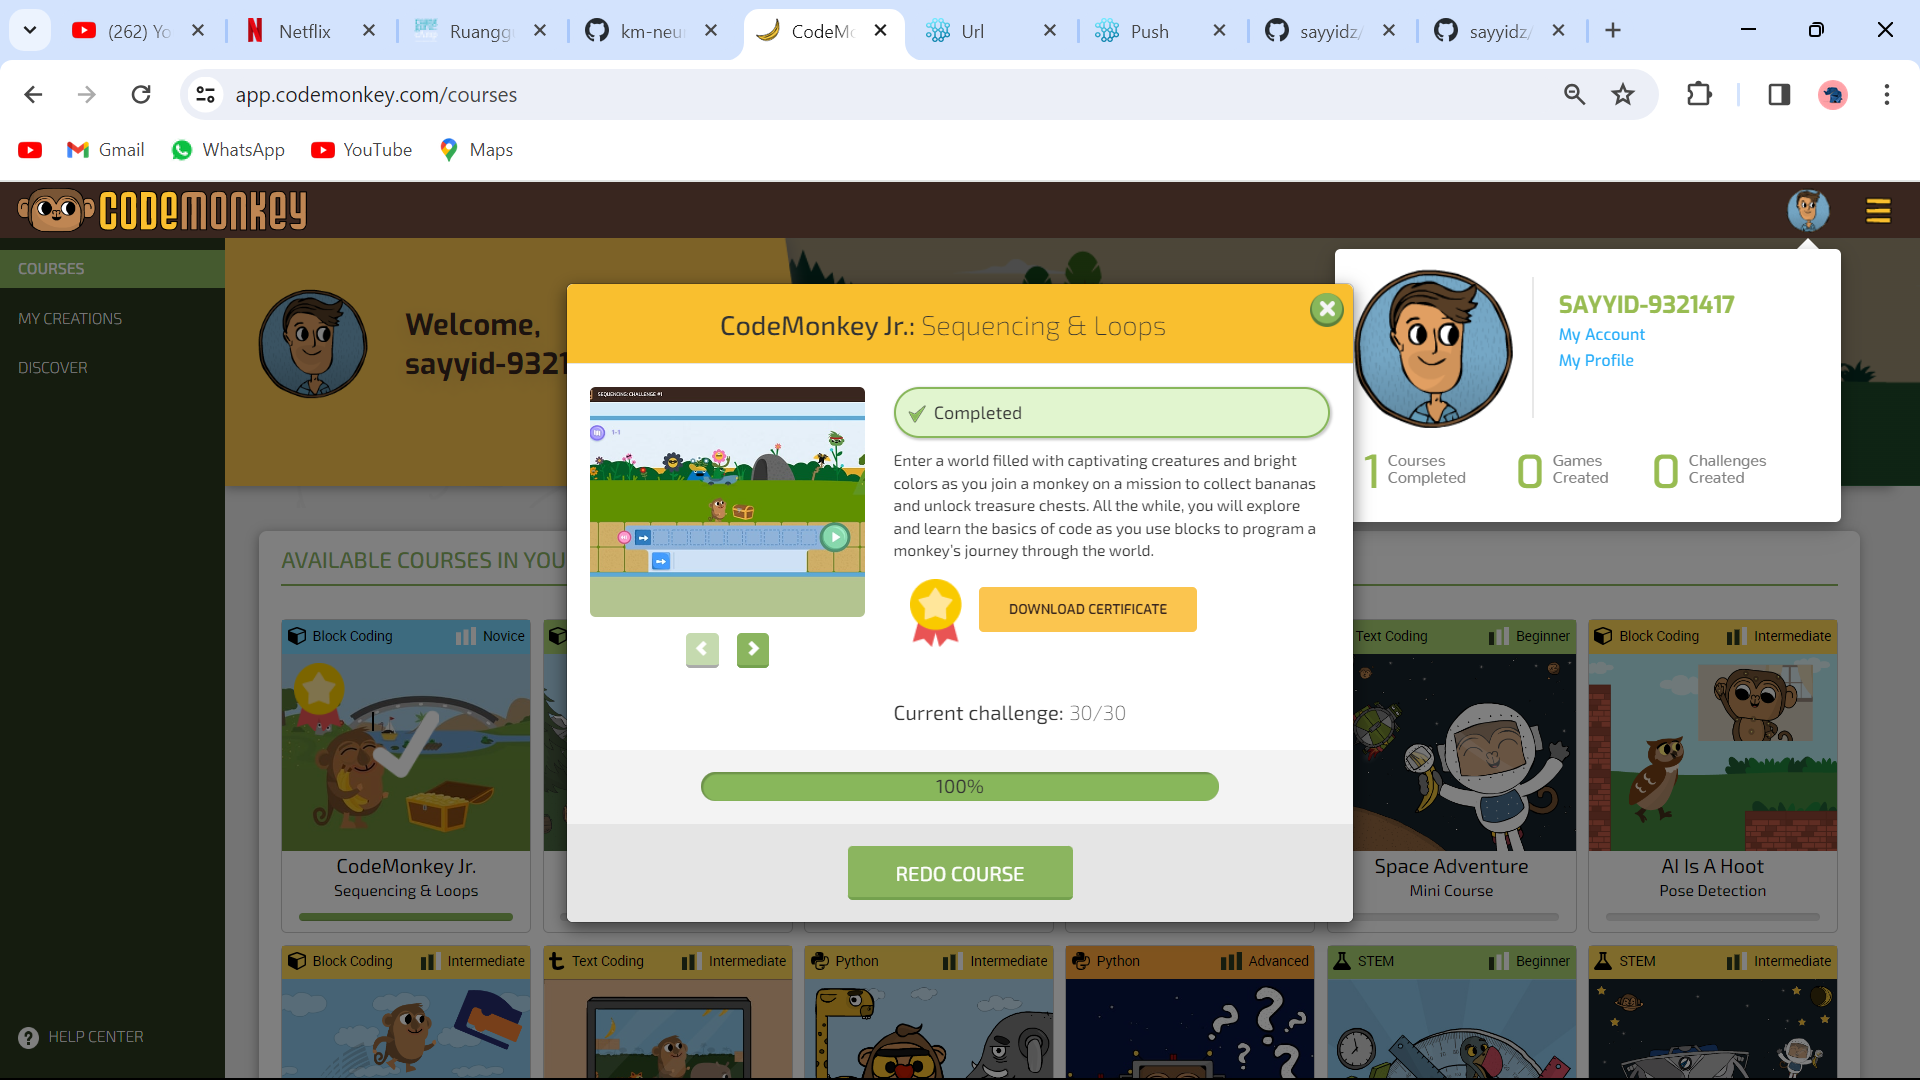 (262) Yo
Netflix
Ruanggu
km-neu
CodeMo
Url
Push
sayyidz/
sayyidz/
app.codemonkey.com/courses
Gmail
WhatsApp
YouTube
Maps
CODEMONKEY
COURSES
MY CREATIONS
DISCOVER
HELP CENTER
Welcome,
sayyid-9321
SAYYID-9321417
My Account
My Profile
1 Courses Completed
0 Games Created
0 Challenges Created
CodeMonkey Jr.: Sequencing & Loops
SEQUENCING: CHALLENGE #1
1-1
Completed
Enter a world filled with captivating creatures and bright
colors as you join a monkey on a mission to collect bananas
and unlock treasure chests. All the while, you will explore
and learn the basics of code as you use blocks to program a
monkey's journey through the world.
DOWNLOAD CERTIFICATE
Current challenge: 30/30
100%
REDO COURSE
AVAILABLE COURSES IN YOU
Block Coding Novice
CodeMonkey Jr.
Sequencing & Loops
Text Coding Beginner
Space Adventure
Mini Course
Block Coding Intermediate
AI Is A Hoot
Pose Detection
Block Coding Intermediate
Text Coding Intermediate
Python Intermediate
Python Advanced
? ? ? ?
STEM Beginner
STEM Intermediate